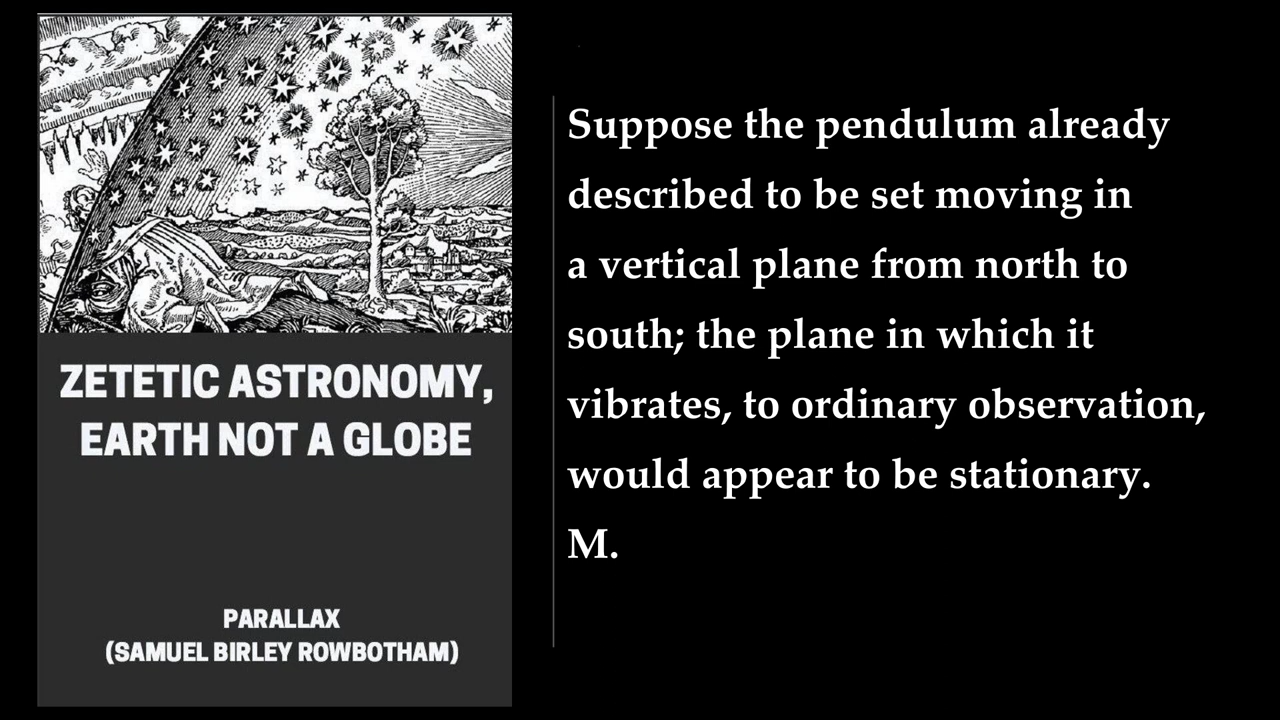 ZETETIC ASTRONOMY,
EARTH NOT A GLOBE
PARALLAX
(SAMUEL BIRLEY ROWBOTHAM)
Suppose the pendulum already
described to be set moving in
a vertical plane from north to
south; the plane in which it
vibrates, to ordinary observation,
would appear to be stationary.
M.